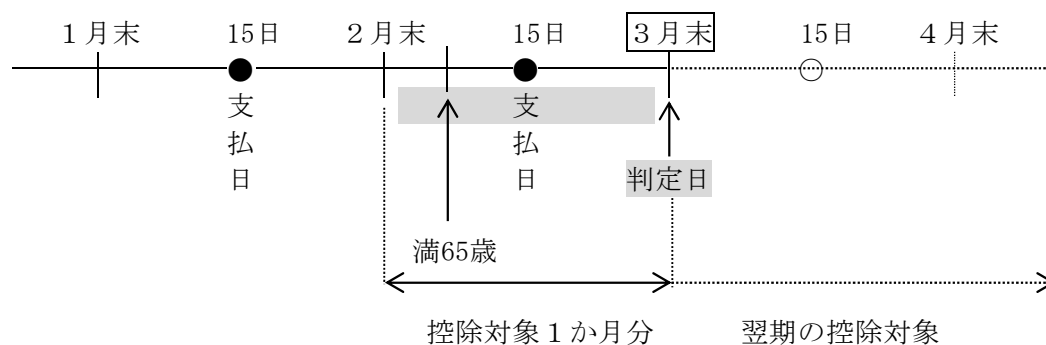 １月末 15日 ２月末 15日 ３月末 15日 ４月末
支払日
支払日
判定日
満65歳
控除対象１か月分 翌期の控除対象